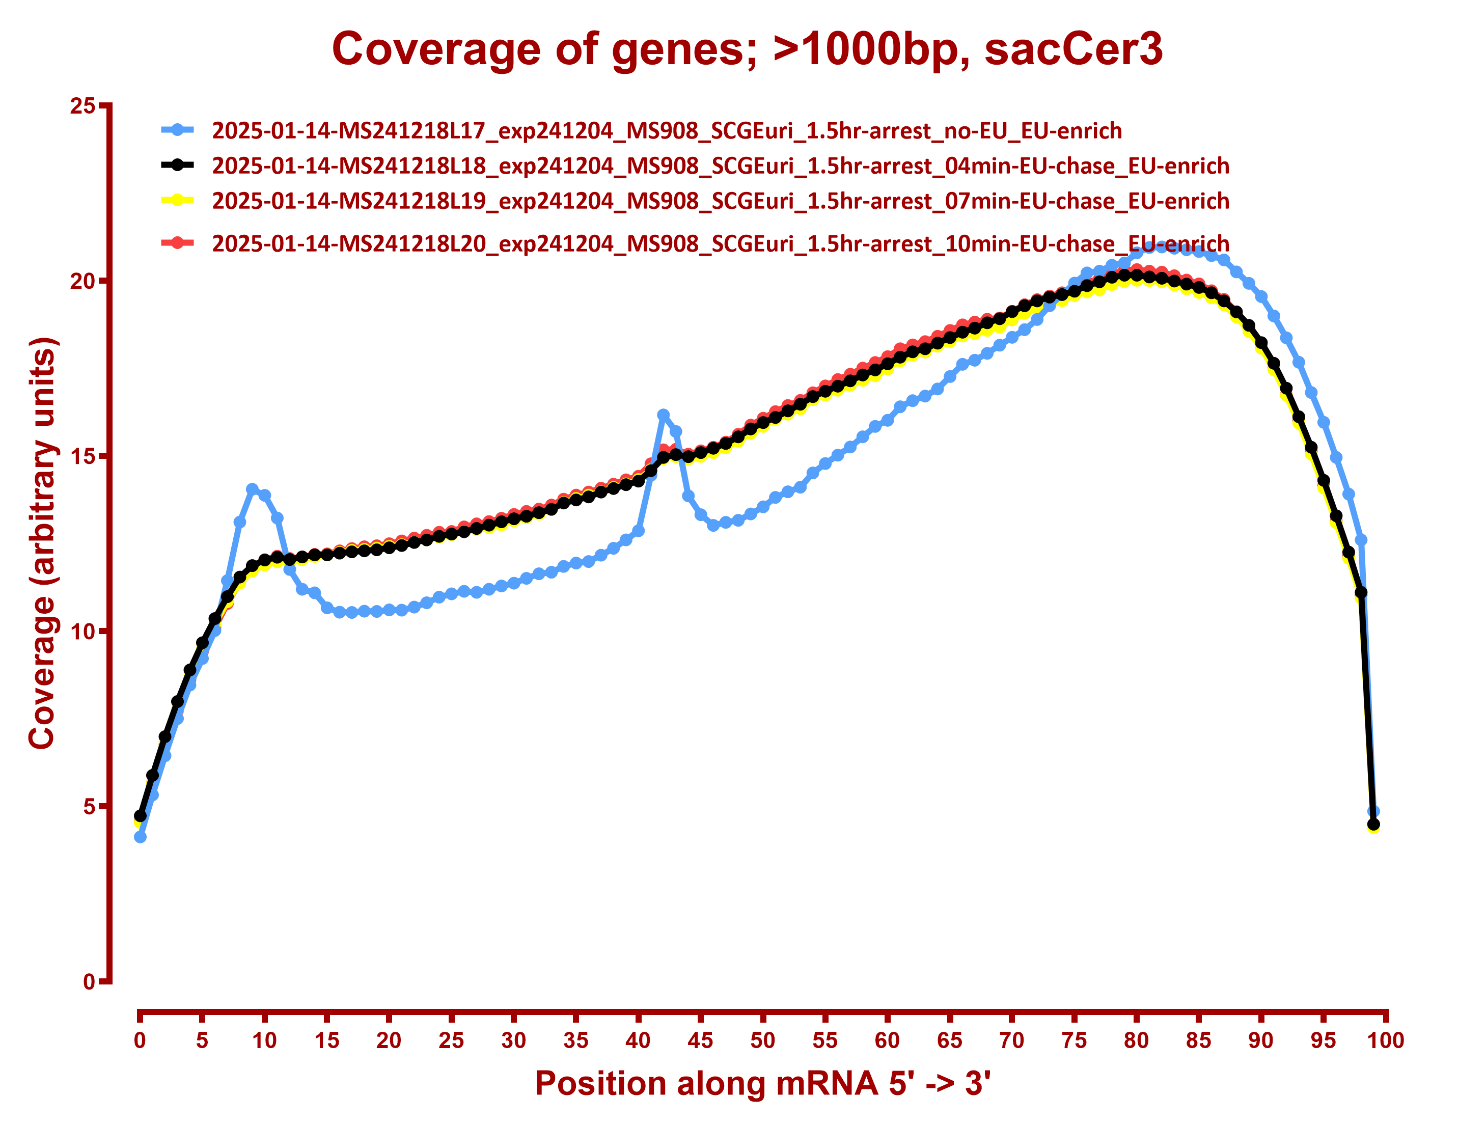 Coverage of genes; >1000bp, sacCer3
25
2025-01-14-MS241218L17_exp241204_MS908_SCGEuri_1.5hr-arrest_no-EU_EU-enrich
2025-01-14-MS241218L18_exp241204_MS908_SCGEuri_1.5hr-arrest_04min-EU-chase_EU-enrich
2025-01-14-MS241218L19_exp241204_MS908_SCGEuri_1.5hr-arrest_07min-EU-chase_EU-enrich
2025-01-14-MS241218L20_exp241204_MS908_SCGEuri_1.5hr-arrest_10min-EU-chase_EU-enrich
20
15
10
5
0
Coverage (arbitrary units)
0 5 10 15 20 25 30 35 40 45 50 55 60 65 70 75 80 85 90 95 100
Position along mRNA 5' -> 3'